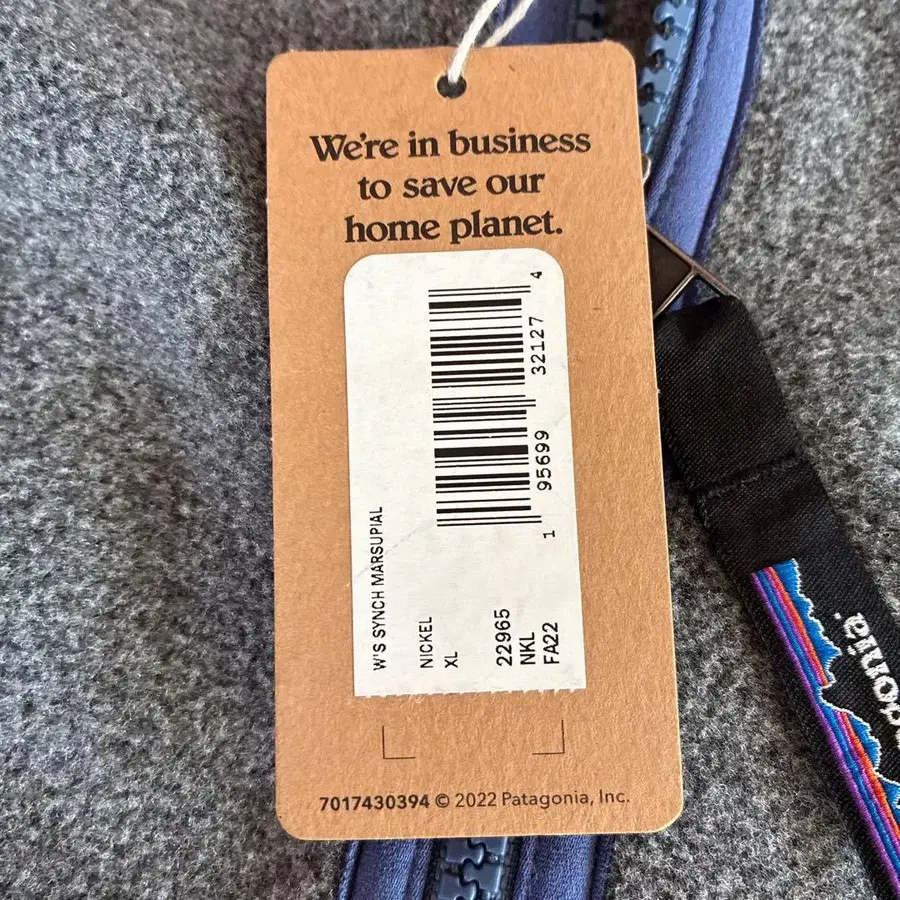 We're in business
to save our
home planet.
W'S SYNCH MARSUPIAL
NICKEL
XL
22965
NKL
FA22
1 95699 32127 4
7017430394 © 2022 Patagonia, Inc.